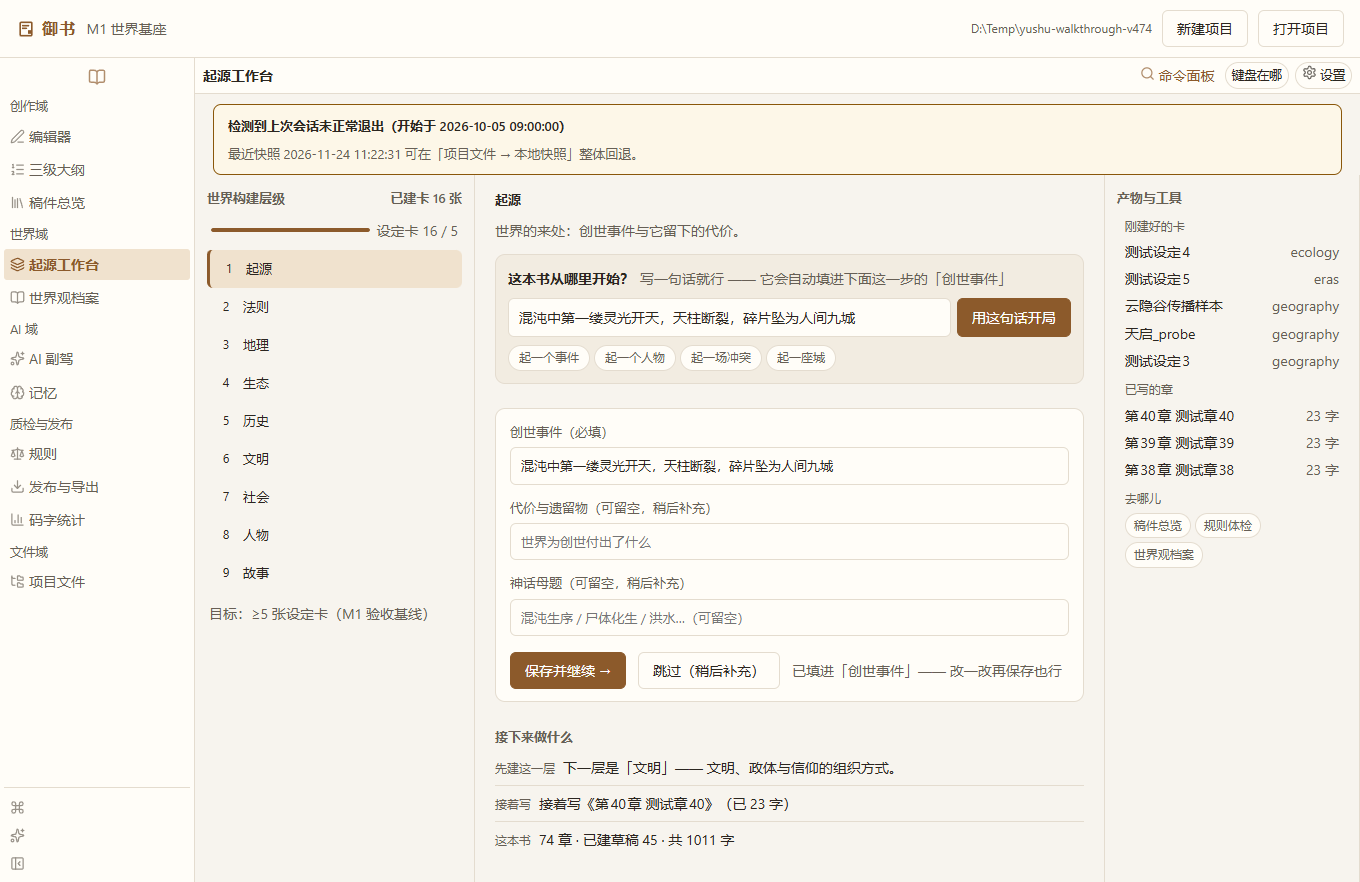 御书 M1 世界基座
D:\Temp\yushu-walkthrough-v474 新建项目 打开项目
创作域
编辑器
三级大纲
稿件总览
世界域
起源工作台
世界观档案
AI 域
AI 副驾
记忆
质检与发布
规则
发布与导出
码字统计
文件域
项目文件
起源工作台
命令面板 键盘在哪 设置
检测到上次会话未正常退出（开始于 2026-10-05 09:00:00）
最近快照 2026-11-24 11:22:31 可在「项目文件 → 本地快照」整体回退。
世界构建层级 已建卡 16 张
设定卡 16 / 5
1 起源
2 法则
3 地理
4 生态
5 历史
6 文明
7 社会
8 人物
9 故事
目标：≥5 张设定卡（M1 验收基线）
起源
世界的来处：创世事件与它留下的代价。
这本书从哪里开始？ 写一句话就行 —— 它会自动填进下面这一步的「创世事件」
混沌中第一缕灵光开天，天柱断裂，碎片坠为人间九城 用这句话开局
起一个事件 起一个人物 起一场冲突 起一座城
创世事件（必填）
混沌中第一缕灵光开天，天柱断裂，碎片坠为人间九城
代价与遗留物（可留空，稍后补充）
世界为创世付出了什么
神话母题（可留空，稍后补充）
混沌生序 / 尸体化生 / 洪水...（可留空）
保存并继续 → 跳过（稍后补充） 已填进「创世事件」—— 改一改再保存也行
接下来做什么
先建这一层 下一层是「文明」—— 文明、政体与信仰的组织方式。
接着写 接着写《第40章 测试章40》（已 23 字）
这本书 74 章 · 已建草稿 45 · 共 1011 字
产物与工具
刚建好的卡
测试设定4 ecology
测试设定5 eras
云隐谷传播样本 geography
天启_probe geography
测试设定3 geography
已写的章
第40章 测试章40 23 字
第39章 测试章39 23 字
第38章 测试章38 23 字
去哪儿
稿件总览 规则体检
世界观档案